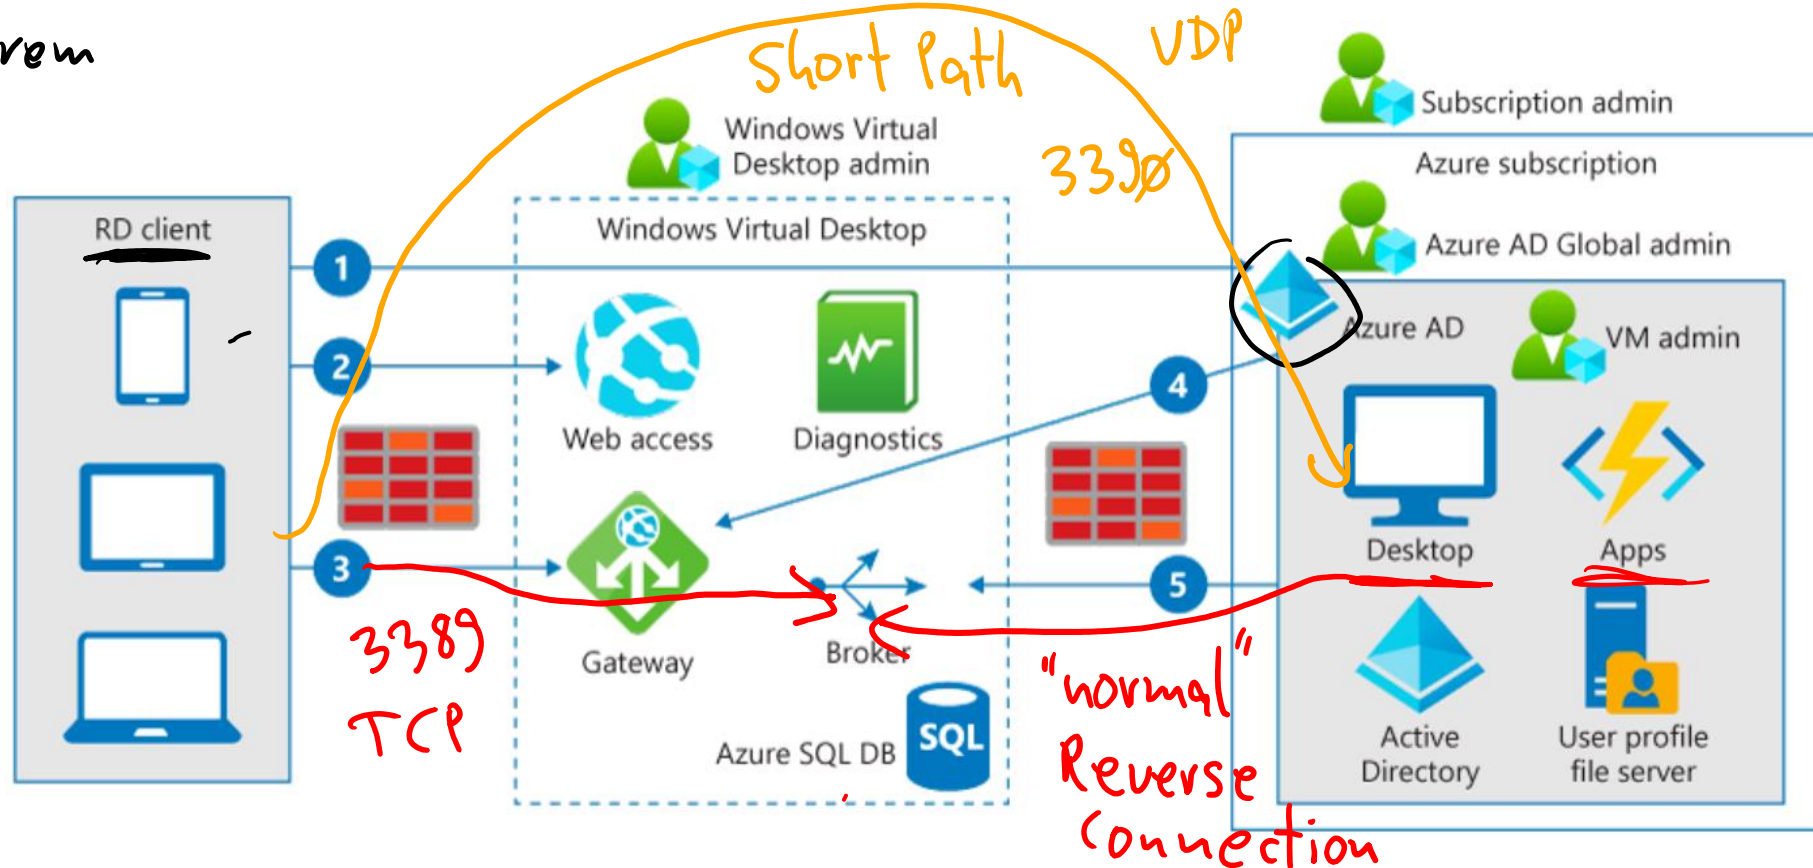 rem
Short Path
UDP
3390
Subscription admin
Azure subscription
Windows Virtual
Desktop admin
Azure AD Global admin
RD client
Windows Virtual Desktop
1
2
3
4
5
Azure AD
VM admin
Web access
Diagnostics
Desktop
Apps
Gateway
Broker
3389
TCP
"normal"
Reverse
Connection
Azure SQL DB
SQL
Active
Directory
User profile
file server